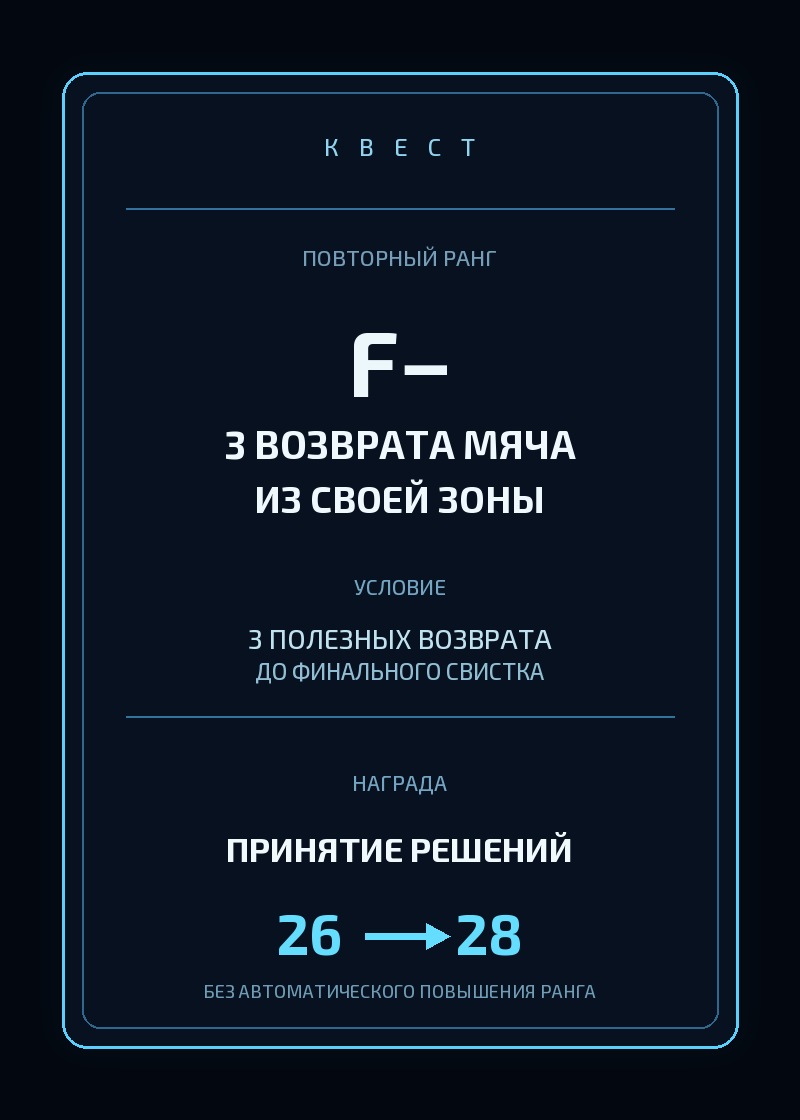 КВЕСТ
ПОВТОРНЫЙ РАНГ
F–
3 ВОЗВРАТА МЯЧА
ИЗ СВОЕЙ ЗОНЫ
УСЛОВИЕ
3 ПОЛЕЗНЫХ ВОЗВРАТА
ДО ФИНАЛЬНОГО СВИСТКА
НАГРАДА
ПРИНЯТИЕ РЕШЕНИЙ
26 → 28
БЕЗ АВТОМАТИЧЕСКОГО ПОВЫШЕНИЯ РАНГА